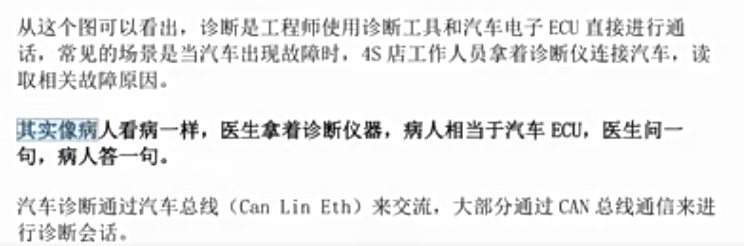 从这个图可以看出，诊断是工程师使用诊断工具和汽车电子 ECU 直接进行通
话，常见的场景是当汽车出现故障时，4S 店工作人员拿着诊断仪连接汽车，读
取相关故障原因。
其实像病人看病一样，医生拿着诊断仪器，病人相当于汽车 ECU，医生问一
句，病人答一句。
汽车诊断通过汽车总线（Can Lin Eth）来交流，大部分通过 CAN 总线通信来进
行诊断会话。